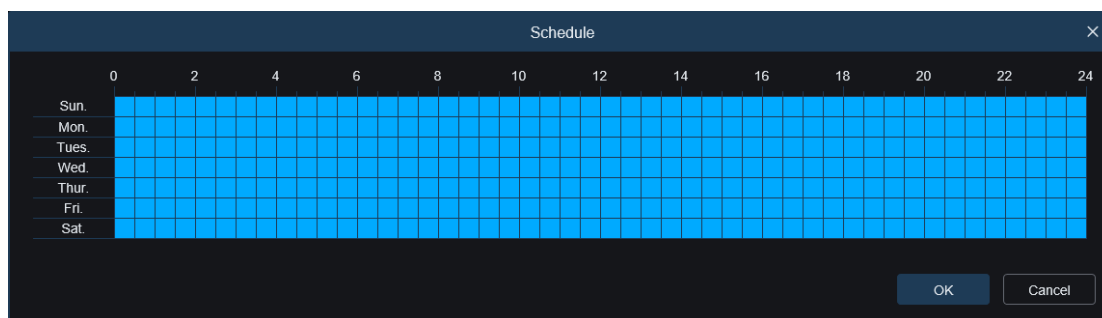 Schedule ×
0 2 4 6 8 10 12 14 16 18 20 22 24
Sun.
Mon.
Tues.
Wed.
Thur.
Fri.
Sat.
OK Cancel